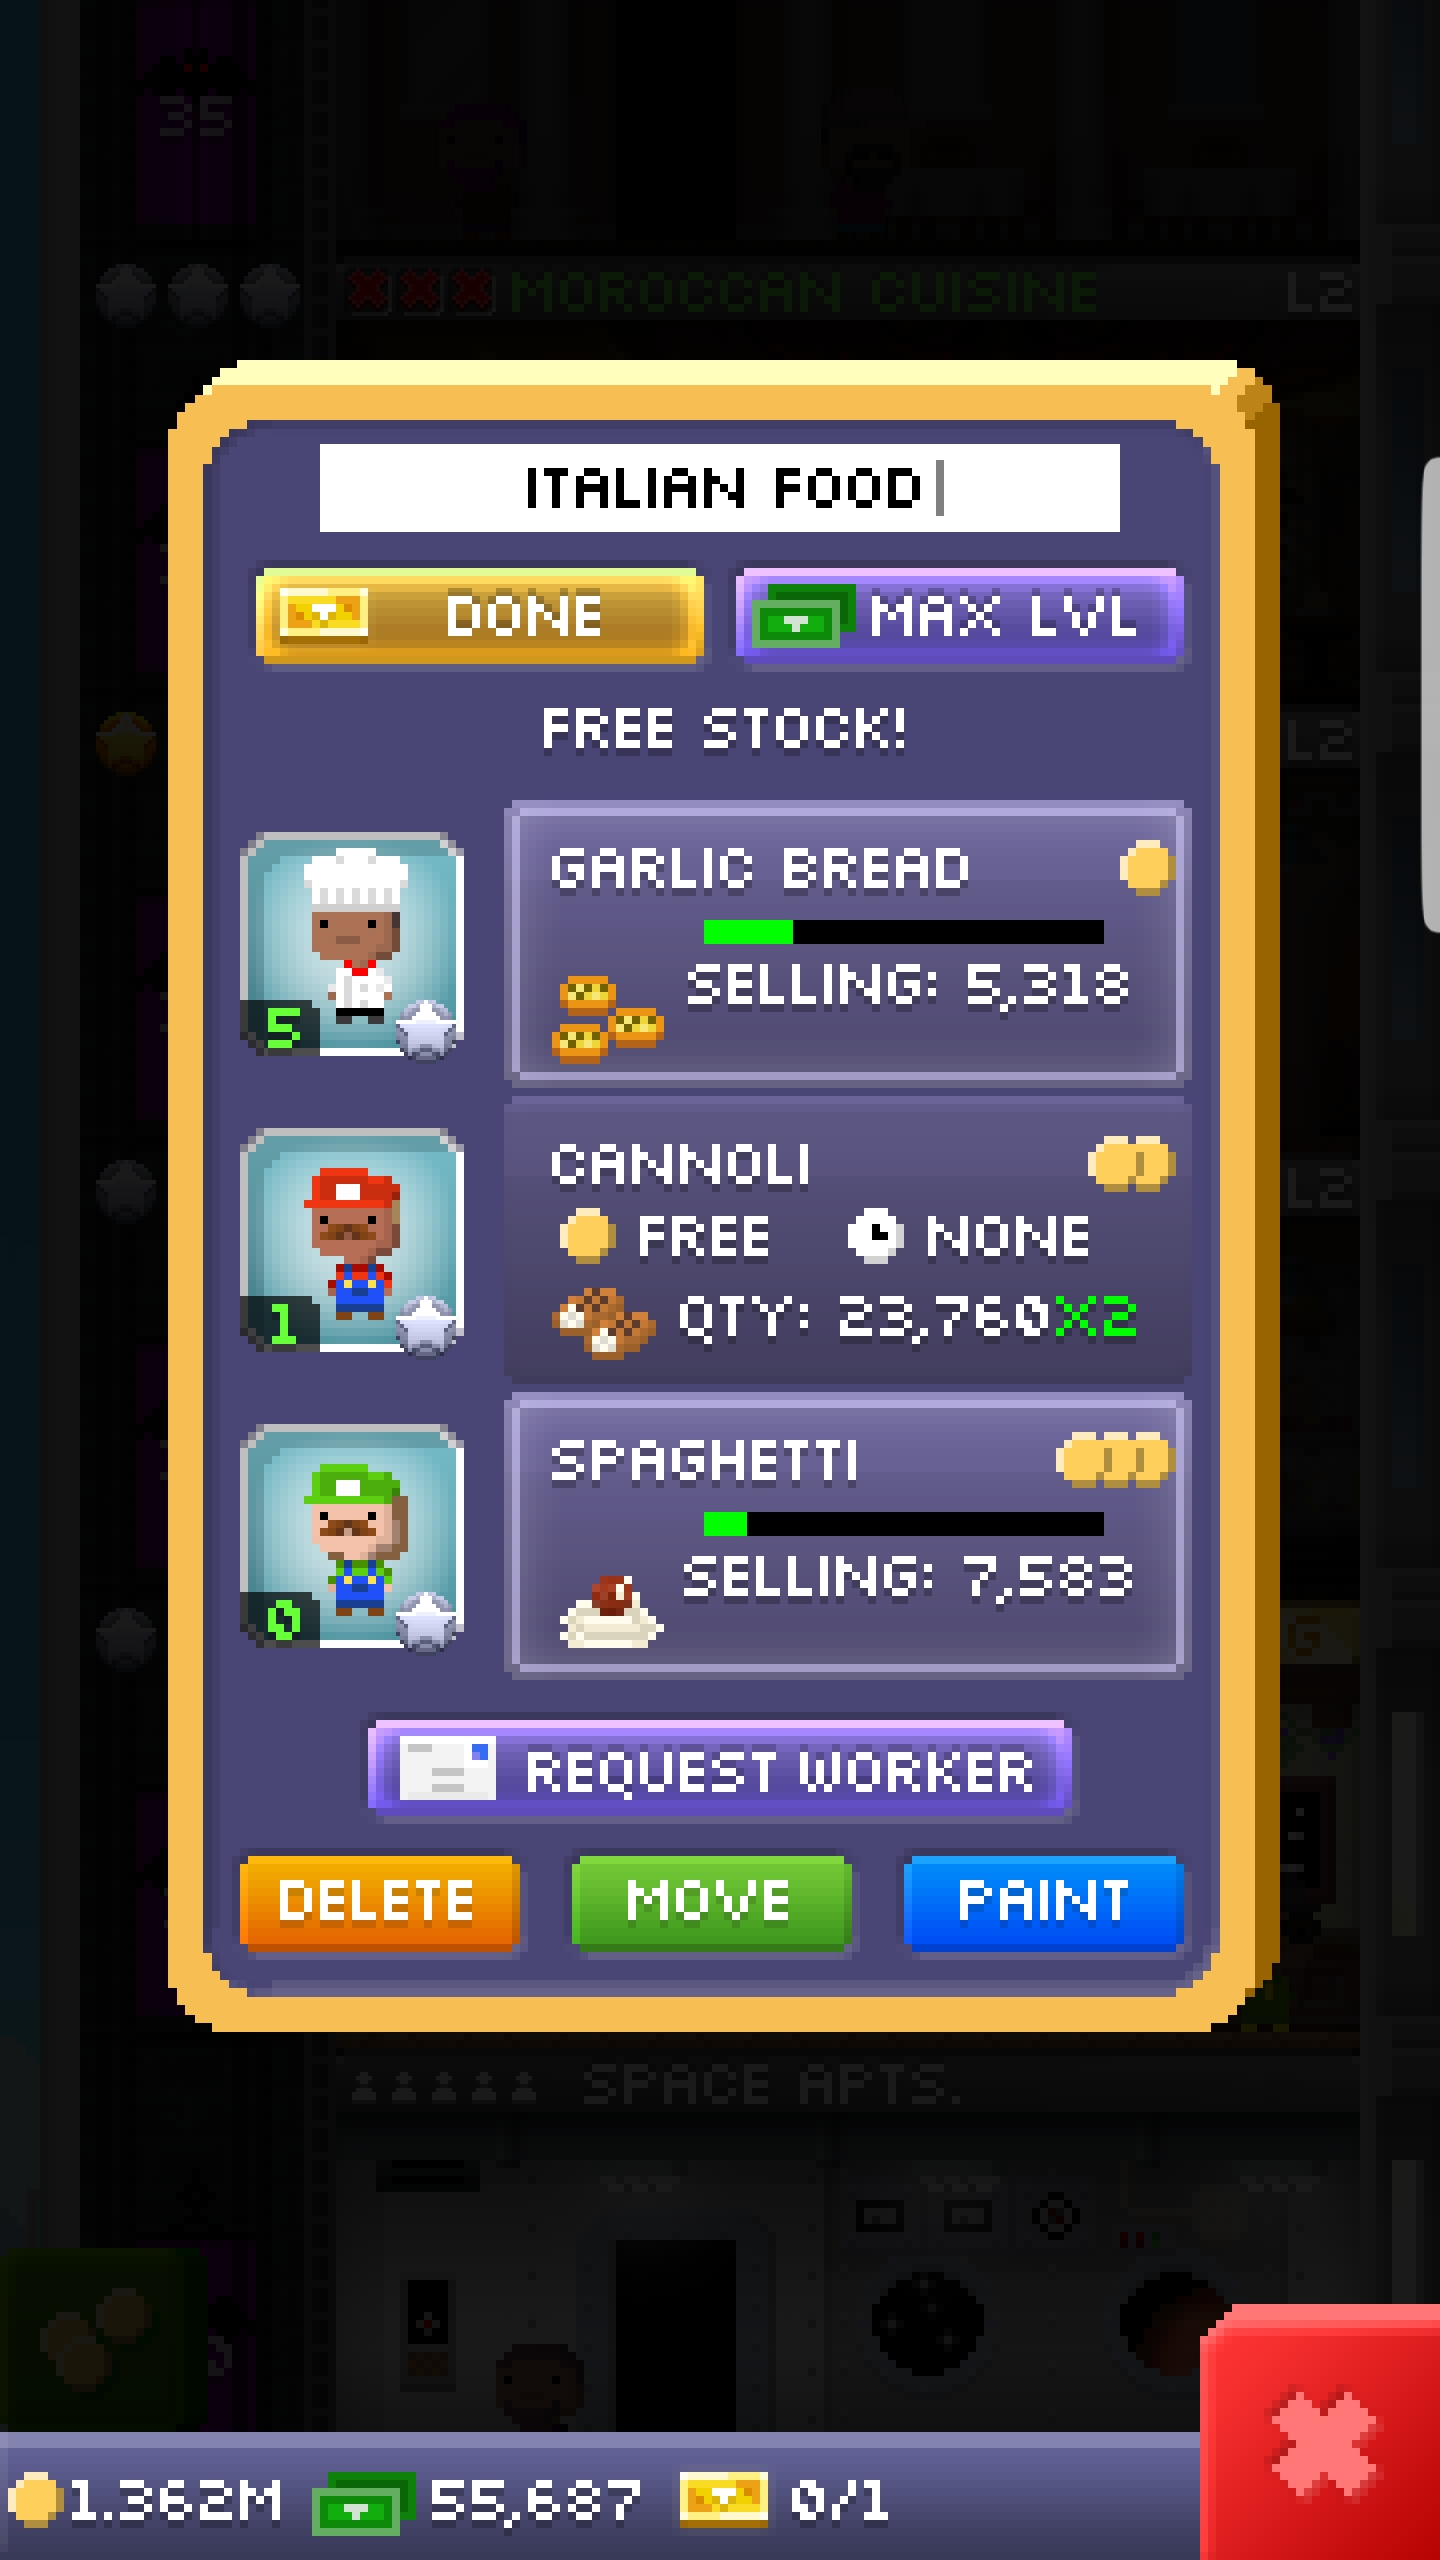 35
MOROCCAN CUISINE L2
ITALIAN FOOD
DONE MAX LVL
FREE STOCK!
L2
GARLIC BREAD
SELLING: 5,318
5
CANNOLI
L2
FREE NONE
QTY: 23,760X2
1
SPAGHETTI
SELLING: 7,583
0
G
REQUEST WORKER
DELETE MOVE PAINT
SPACE APTS.
1.362M 55,687 0/1